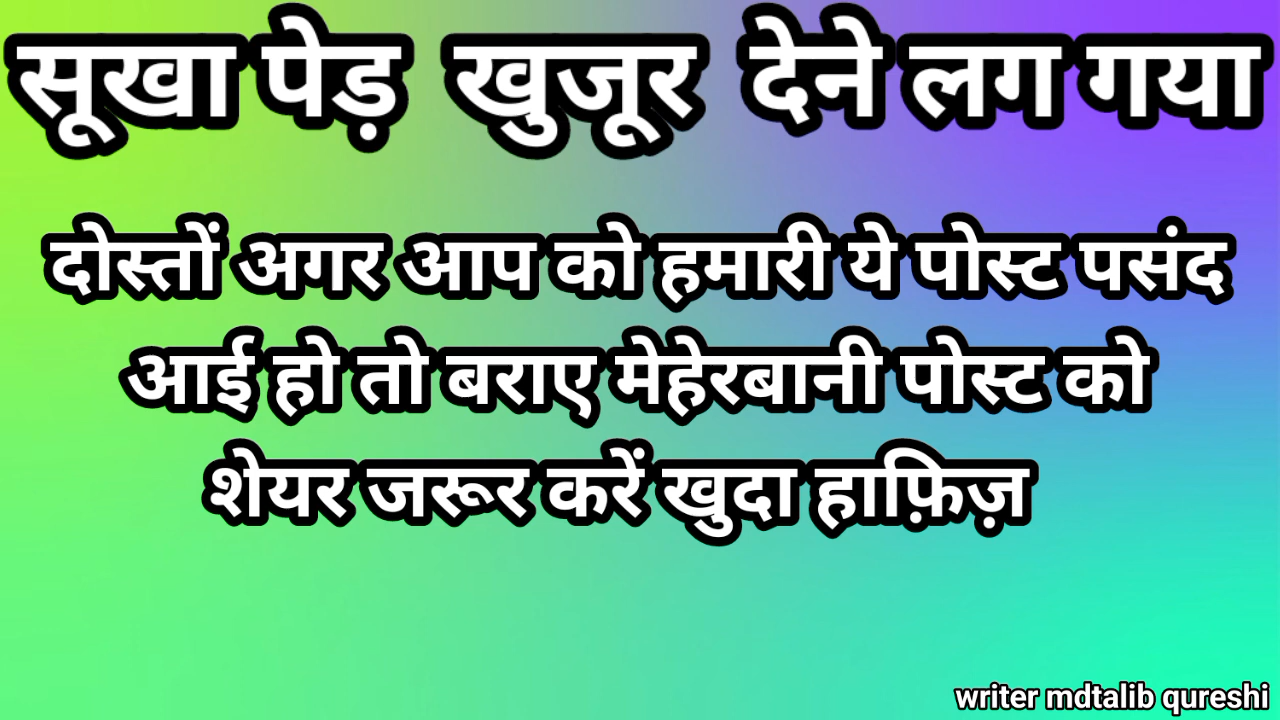 सूखा पेड़ खुजूर देने लग गया
दोस्तों अगर आप को हमारी ये पोस्ट पसंद
आई हो तो बराए मेहेरबानी पोस्ट को
शेयर जरूर करें खुदा हाफ़िज़
writer mdtalib qureshi